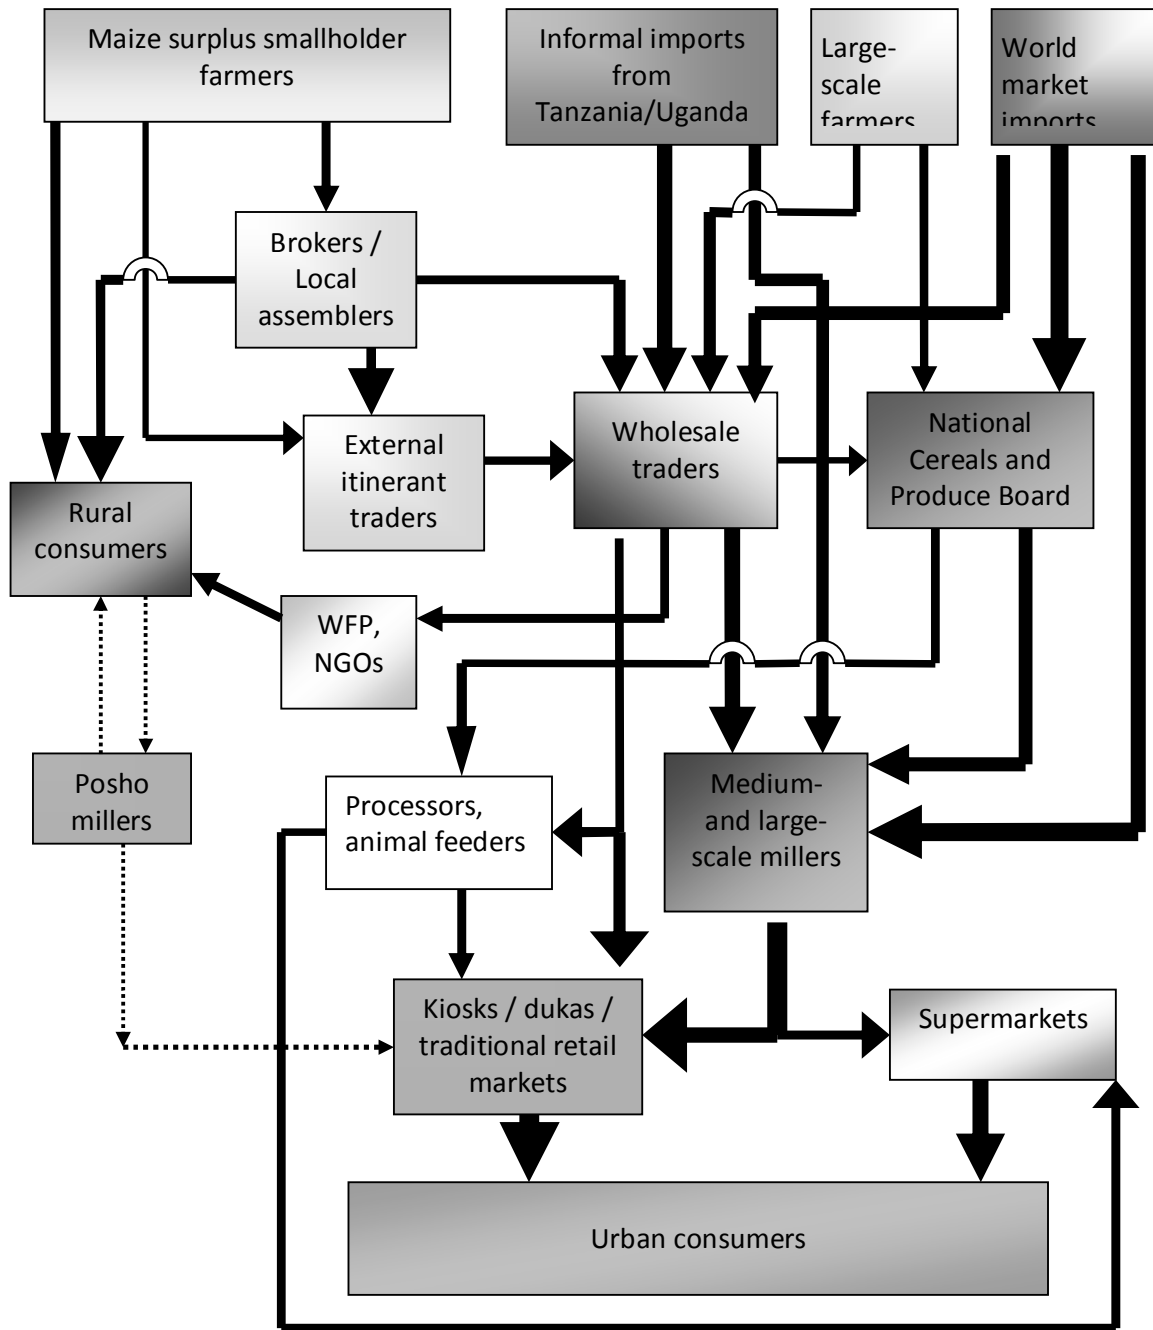 Maize surplus smallholder
farmers
Informal imports
from
Tanzania/Uganda
Large-
scale
farmers
World
market
imports
Brokers /
Local
assemblers
External
itinerant
traders
Wholesale
traders
National
Cereals and
Produce Board
Rural
consumers
WFP,
NGOs
Posho
millers
Processors,
animal feeders
Medium-
and large-
scale millers
Kiosks / dukas /
traditional retail
markets
Supermarkets
Urban consumers